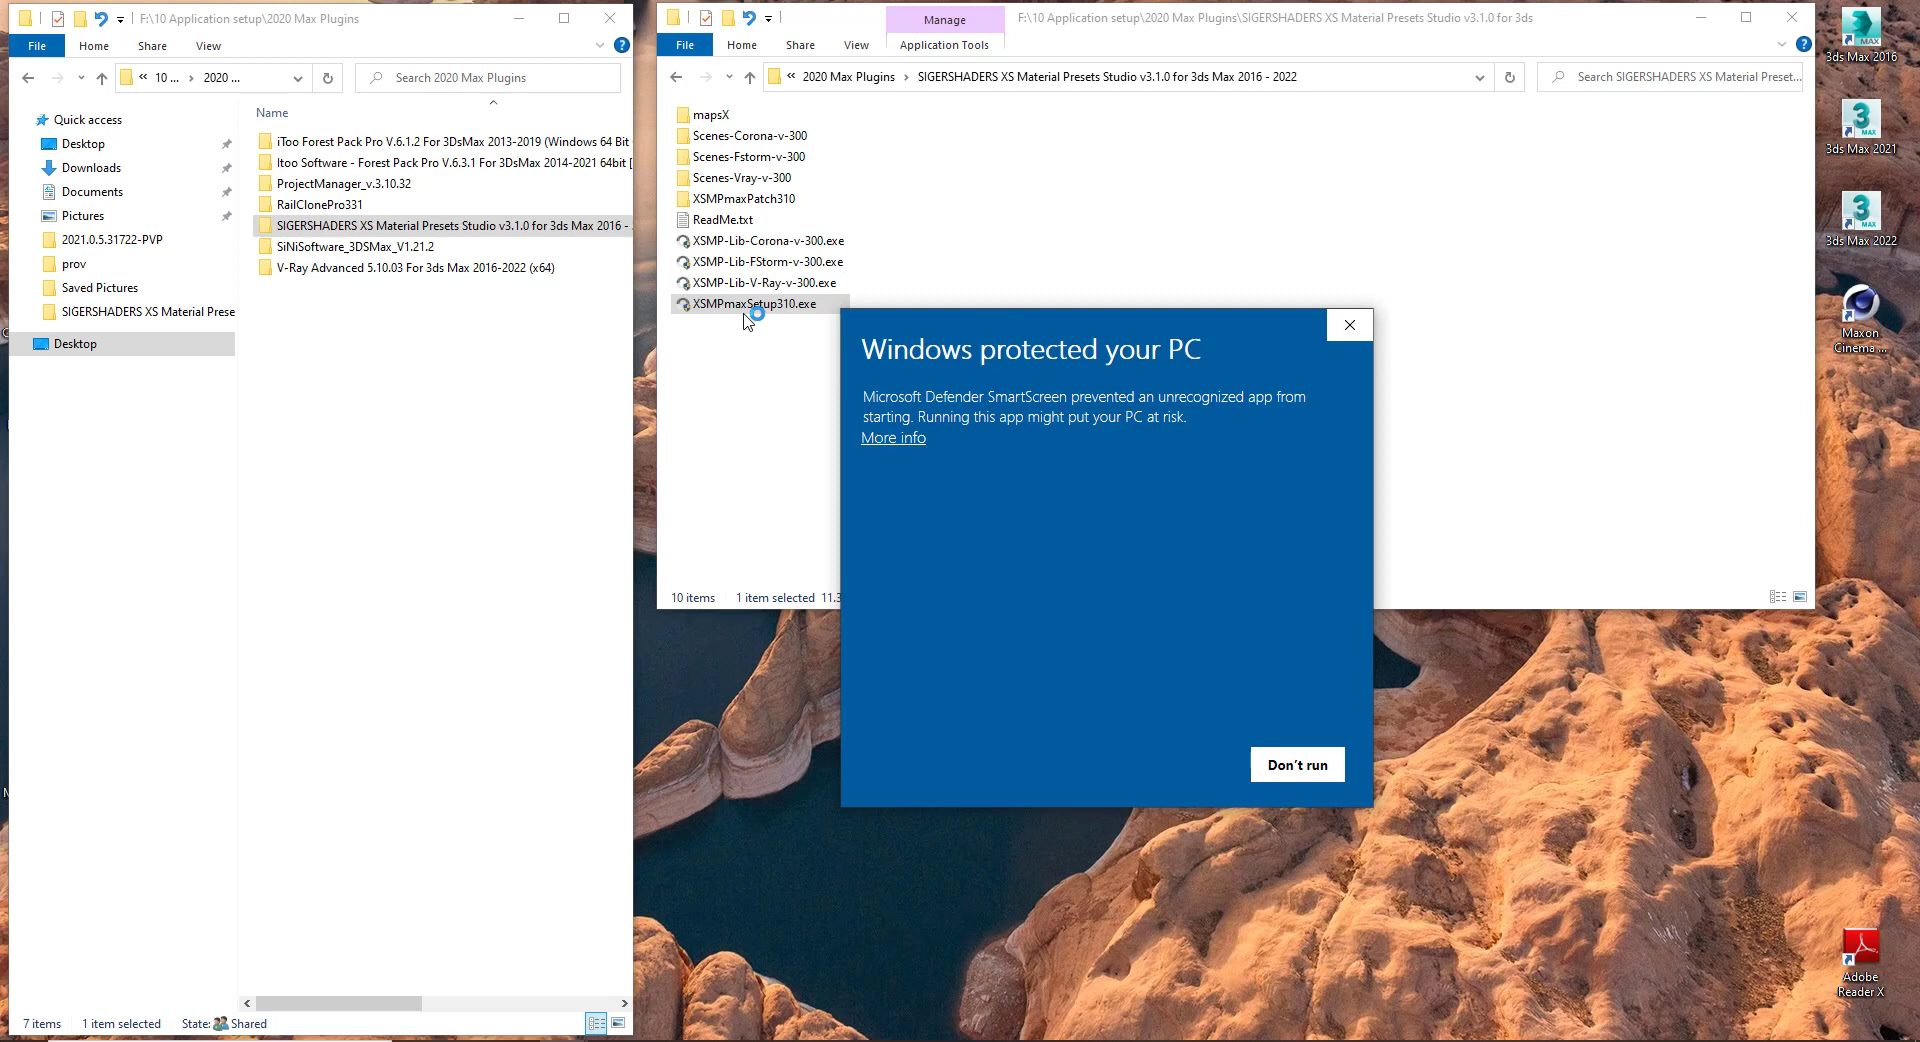 F:\10 Application setup\2020 Max Plugins
File
Home
Share
View
10 ...
2020 ...
Search 2020 Max Plugins
Quick access
Desktop
Downloads
Documents
Pictures
2021.0.5.31722-PVP
prov
Saved Pictures
SIGERSHADERS XS Material Prese
Desktop
Name
iToo Forest Pack Pro V.6.1.2 For 3DsMax 2013-2019 (Windows 64 Bit
Itoo Software - Forest Pack Pro V.6.3.1 For 3DsMax 2014-2021 64bit [
ProjectManager_v.3.10.32
RailClonePro331
SIGERSHADERS XS Material Presets Studio v3.1.0 for 3ds Max 2016 -
SiNiSoftware_3DSMax_V1.21.2
V-Ray Advanced 5.10.03 For 3ds Max 2016-2022 (x64)
7 items
1 item selected
State:
Shared
Manage
F:\10 Application setup\2020 Max Plugins\SIGERSHADERS XS Material Presets Studio v3.1.0 for 3ds
File
Home
Share
View
Application Tools
2020 Max Plugins
SIGERSHADERS XS Material Presets Studio v3.1.0 for 3ds Max 2016 - 2022
Search SIGERSHADERS XS Material Preset...
mapsX
Scenes-Corona-v-300
Scenes-Fstorm-v-300
Scenes-Vray-v-300
XSMPmaxPatch310
ReadMe.txt
XSMP-Lib-Corona-v-300.exe
XSMP-Lib-FStorm-v-300.exe
XSMP-Lib-V-Ray-v-300.exe
XSMPmaxSetup310.exe
10 items
1 item selected
11.3
Windows protected your PC
Microsoft Defender SmartScreen prevented an unrecognized app from
starting. Running this app might put your PC at risk.
More info
Don't run
3ds Max 2016
3ds Max 2021
3ds Max 2022
Maxon
Cinema ...
Adobe
Reader X